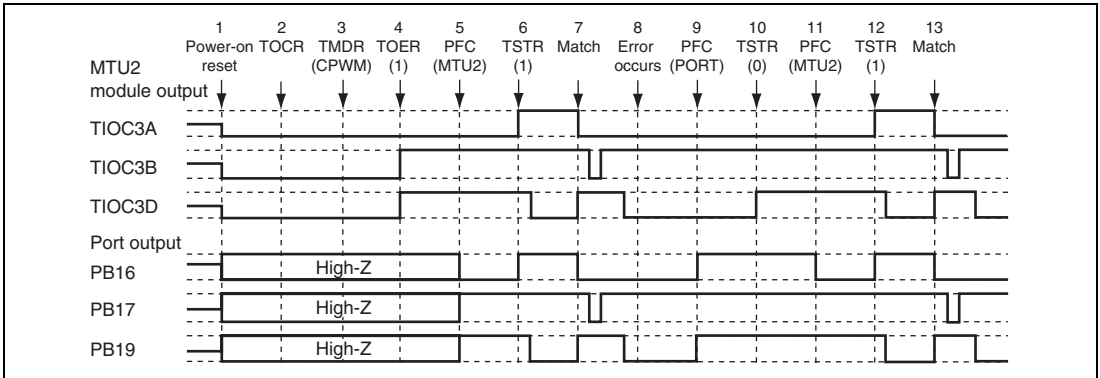 1 2 3 4 5 6 7 8 9 10 11 12 13
Power-on TOCR TMDR TOER PFC TSTR Match Error PFC TSTR PFC TSTR Match
MTU2 reset (CPWM) (1) (MTU2) (1) occurs (PORT) (0) (MTU2) (1)
module output
TIOC3A
TIOC3B
TIOC3D
Port output
PB16 High-Z
PB17 High-Z
PB19 High-Z